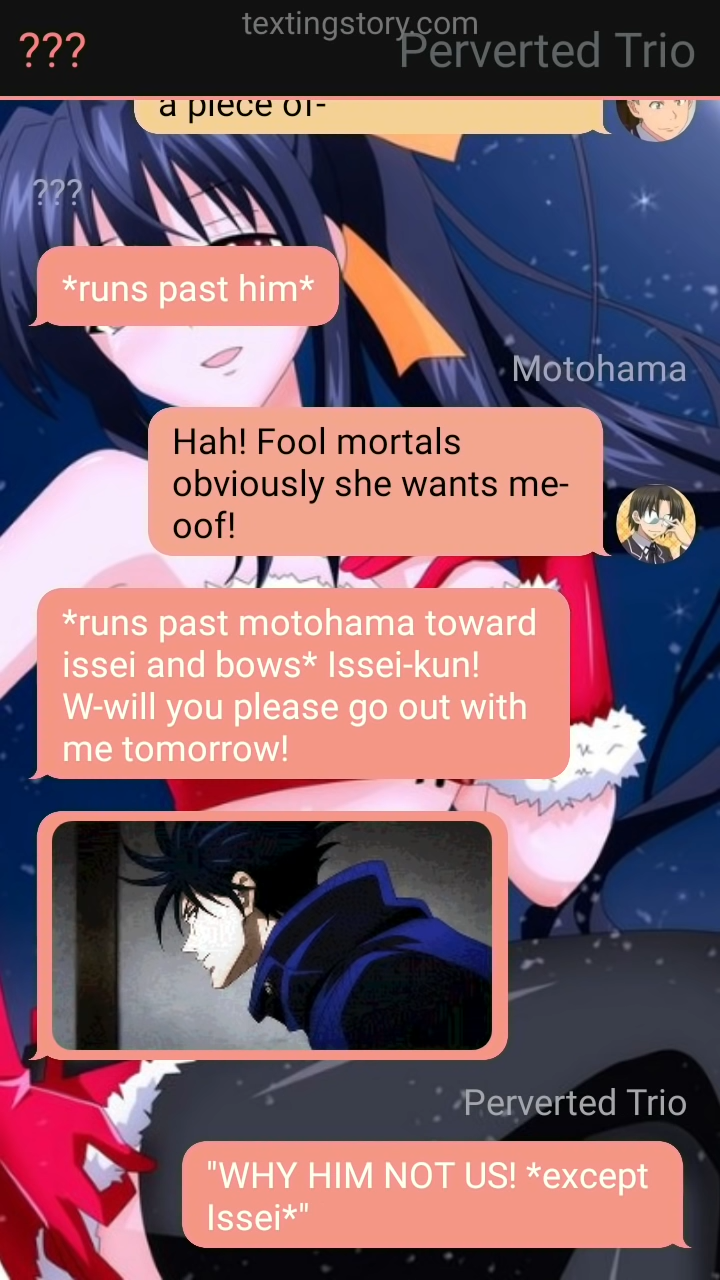 textingstory.com
???
Perverted Trio
a piece of-
???
*runs past him*
Motohama
Hah! Fool mortals
obviously she wants me-
oof!
*runs past motohama toward
issei and bows* Issei-kun!
W-will you please go out with
me tomorrow!
Perverted Trio
"WHY HIM NOT US! *except
Issei*"